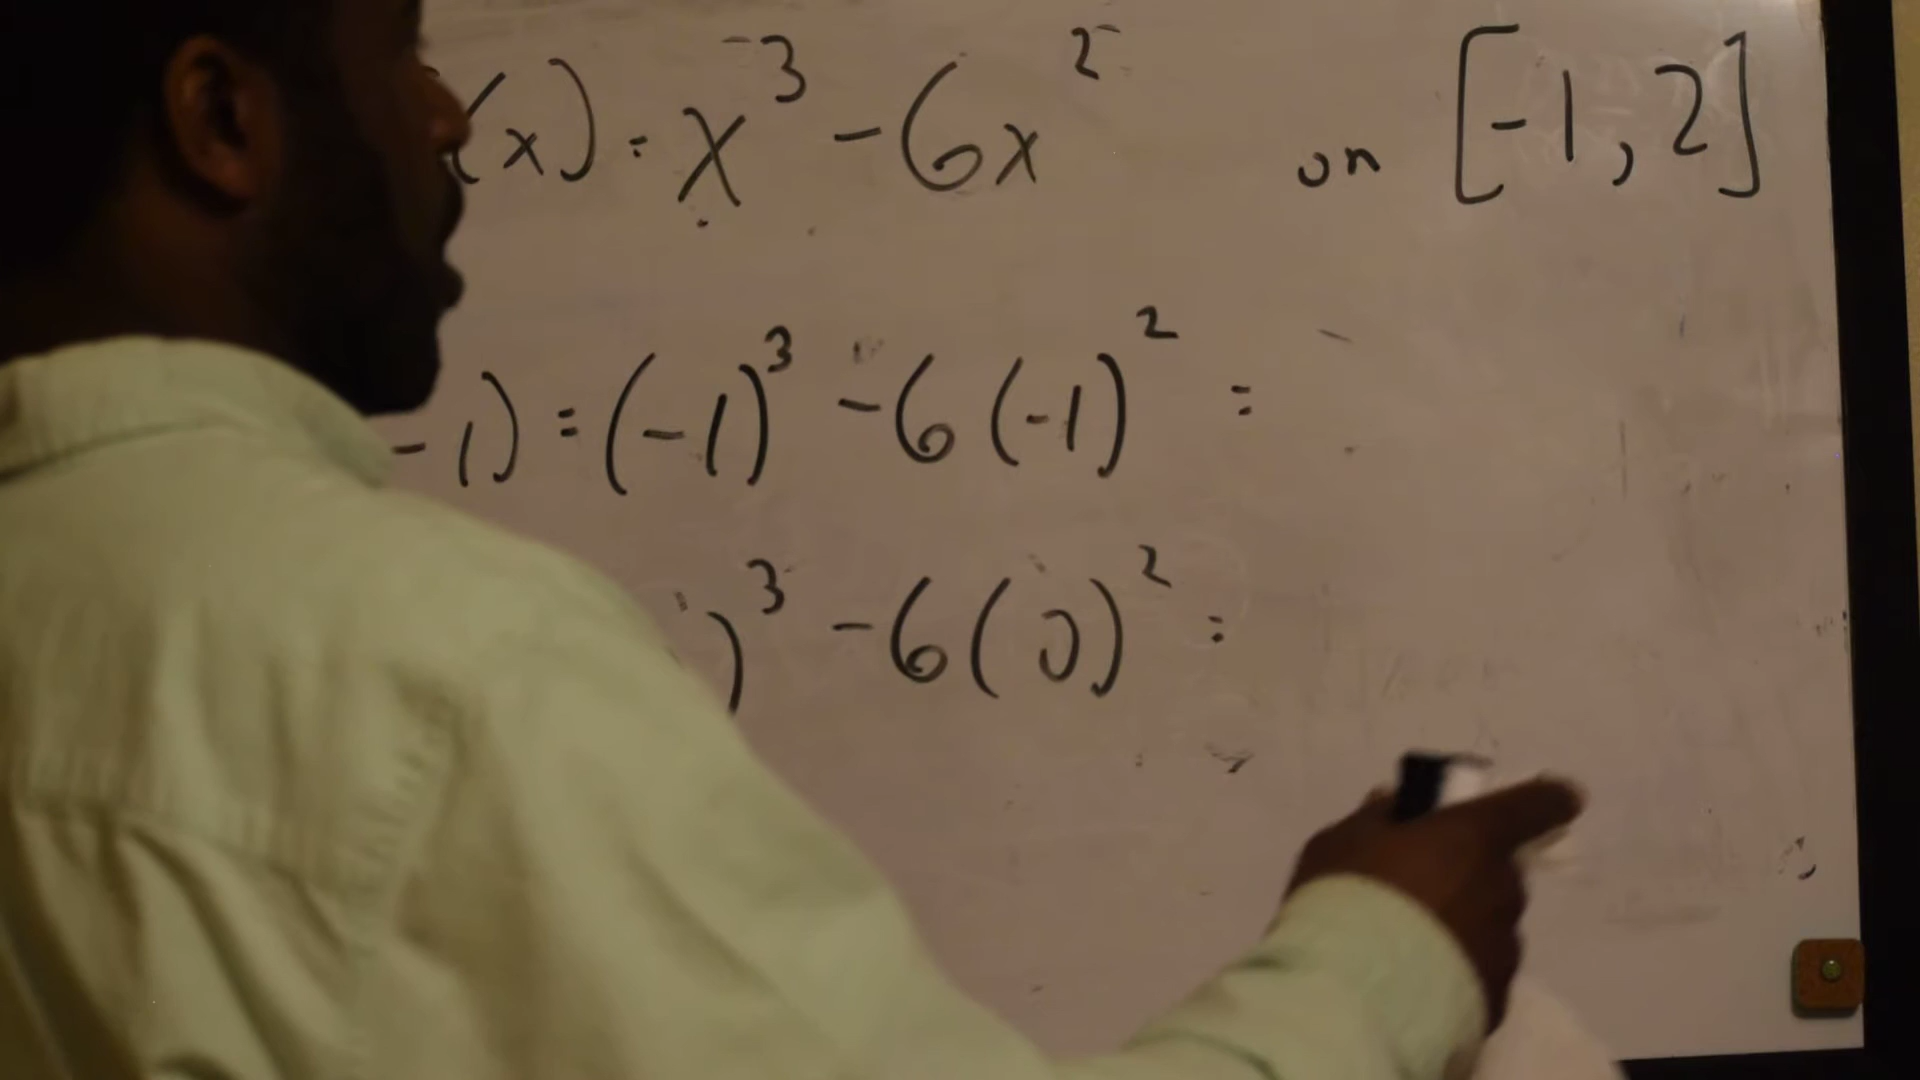 (x) = x³ - 6x² on [-1, 2]
-1) = (-1)³ - 6(-1)² =
)³ - 6(0)² =